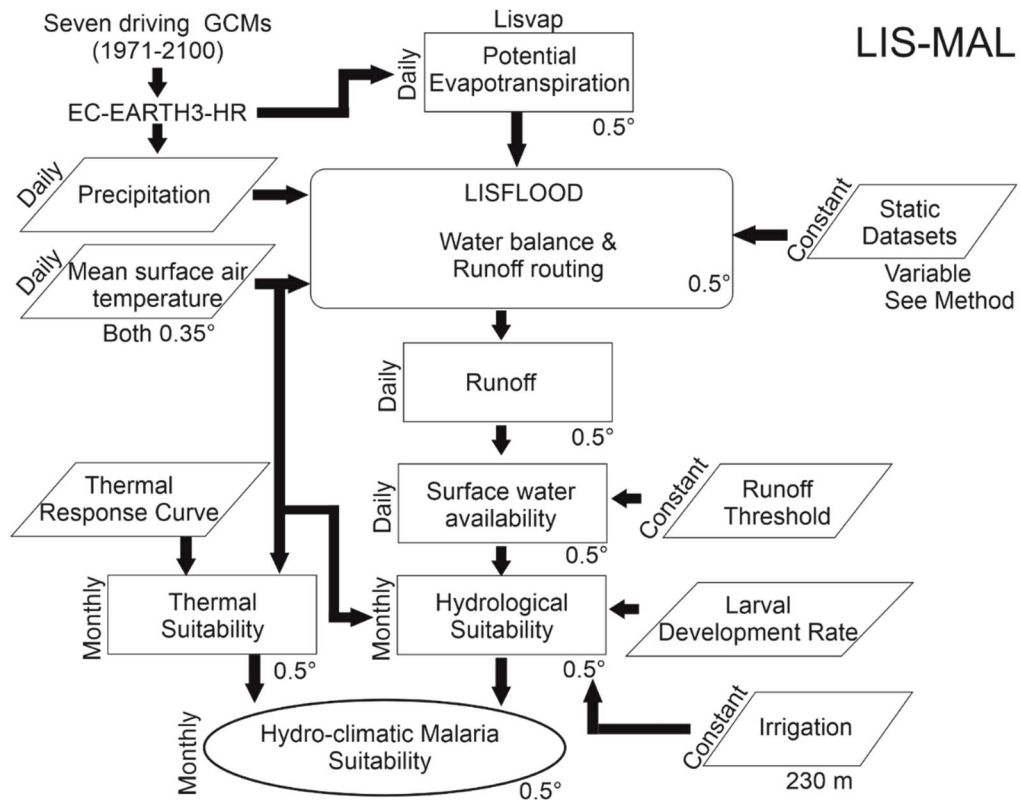 Seven driving GCMs
(1971-2100)
EC-EARTH3-HR
Lisvap
Daily
Potential
Evapotranspiration
0.5°
LIS-MAL
Daily
Precipitation
Daily
Mean surface air
temperature
Both 0.35°
LISFLOOD
Water balance &
Runoff routing
0.5°
Constant
Static
Datasets
Variable
See Method
Daily
Runoff
0.5°
Thermal
Response Curve
Daily
Surface water
availability
0.5°
Constant
Runoff
Threshold
Monthly
Thermal
Suitability
0.5°
Monthly
Hydrological
Suitability
0.5°
Larval
Development Rate
Monthly
Hydro-climatic Malaria
Suitability
0.5°
Constant
Irrigation
230 m